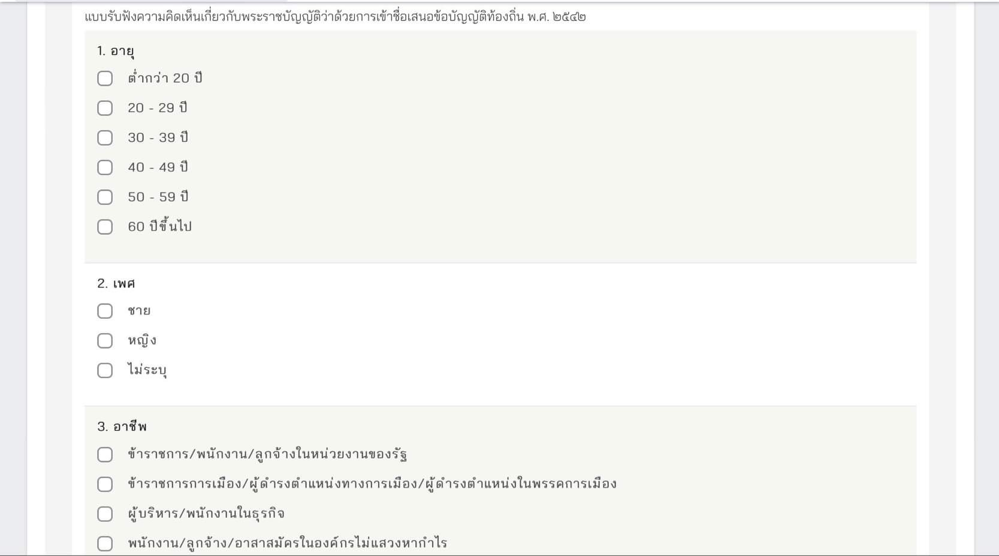 แบบรับฟังความคิดเห็นเกี่ยวกับพระราชบัญญัติว่าด้วยการเข้าชื่อเสนอข้อบัญญัติท้องถิ่น พ.ศ. ๒๕๔๒
1. อายุ
ต่ำกว่า 20 ปี
20 - 29 ปี
30 - 39 ปี
40 - 49 ปี
50 - 59 ปี
60 ปีขึ้นไป
2. เพศ
ชาย
หญิง
ไม่ระบุ
3. อาชีพ
ข้าราชการ/พนักงาน/ลูกจ้างในหน่วยงานของรัฐ
ข้าราชการการเมือง/ผู้ดำรงตำแหน่งทางการเมือง/ผู้ดำรงตำแหน่งในพรรคการเมือง
ผู้บริหาร/พนักงานในธุรกิจ
พนักงาน/ลูกจ้าง/อาสาสมัครในองค์กรไม่แสวงหากำไร